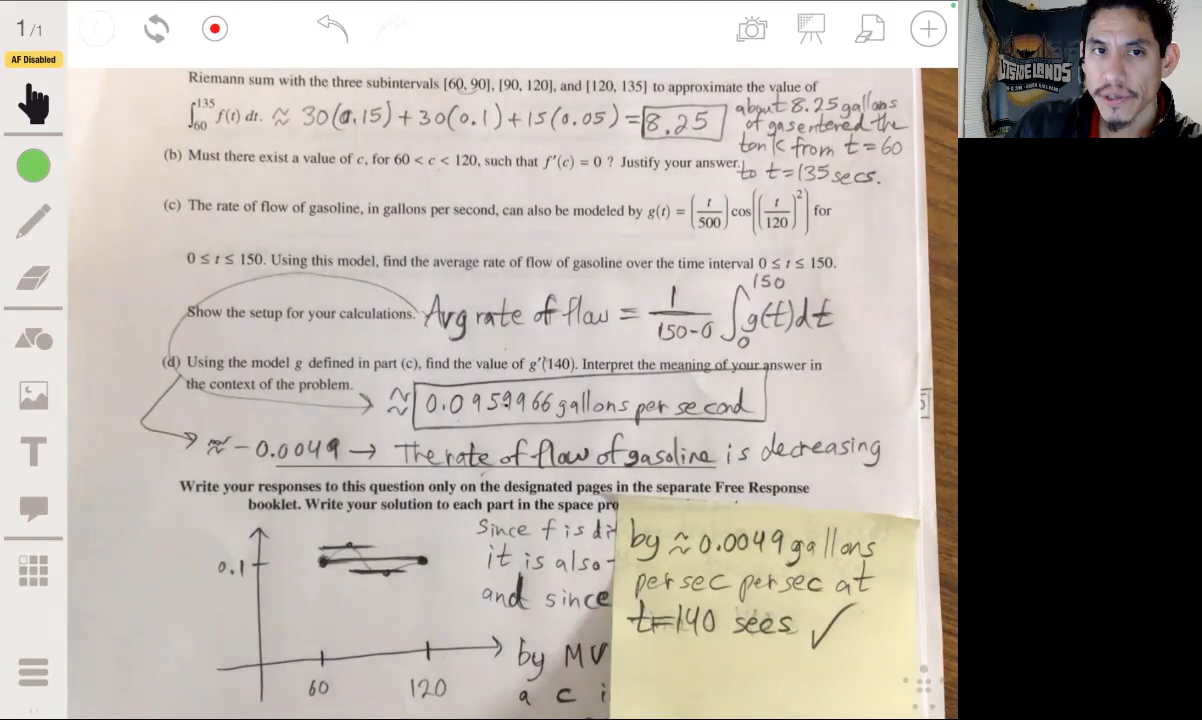 1/1
AF Disabled
T
Riemann sum with the three subintervals [60, 90], [90, 120], and [120, 135] to approximate the value of
∫₆₀¹³⁵ f(t) dt. ≈ 30(0.15) + 30(0.1) + 15(0.05) = 8.25
about 8.25 gallons
of gas entered the
tank from t=60
to t=135 secs.
(b) Must there exist a value of c, for 60 < c < 120, such that f′(c) = 0 ? Justify your answer.
(c) The rate of flow of gasoline, in gallons per second, can also be modeled by g(t) = (t/500) cos((t/120)²) for
0 ≤ t ≤ 150. Using this model, find the average rate of flow of gasoline over the time interval 0 ≤ t ≤ 150.
Show the setup for your calculations. Avg rate of flow = 1/(150-0) ∫₀¹⁵⁰ g(t)dt
(d) Using the model g defined in part (c), find the value of g′(140). Interpret the meaning of your answer in
the context of the problem.
≈ 0.0959966 gallons per second
≈ -0.0049 → The rate of flow of gasoline is decreasing
Write your responses to this question only on the designated pages in the separate Free Response
booklet. Write your solution to each part in the space pro
by ≈ 0.0049 gallons
per sec per sec at
t=140 secs ✓
Since f is di
it is also
and since
by MV
a c i
0.1
60
120
OUTSIDE LANDS